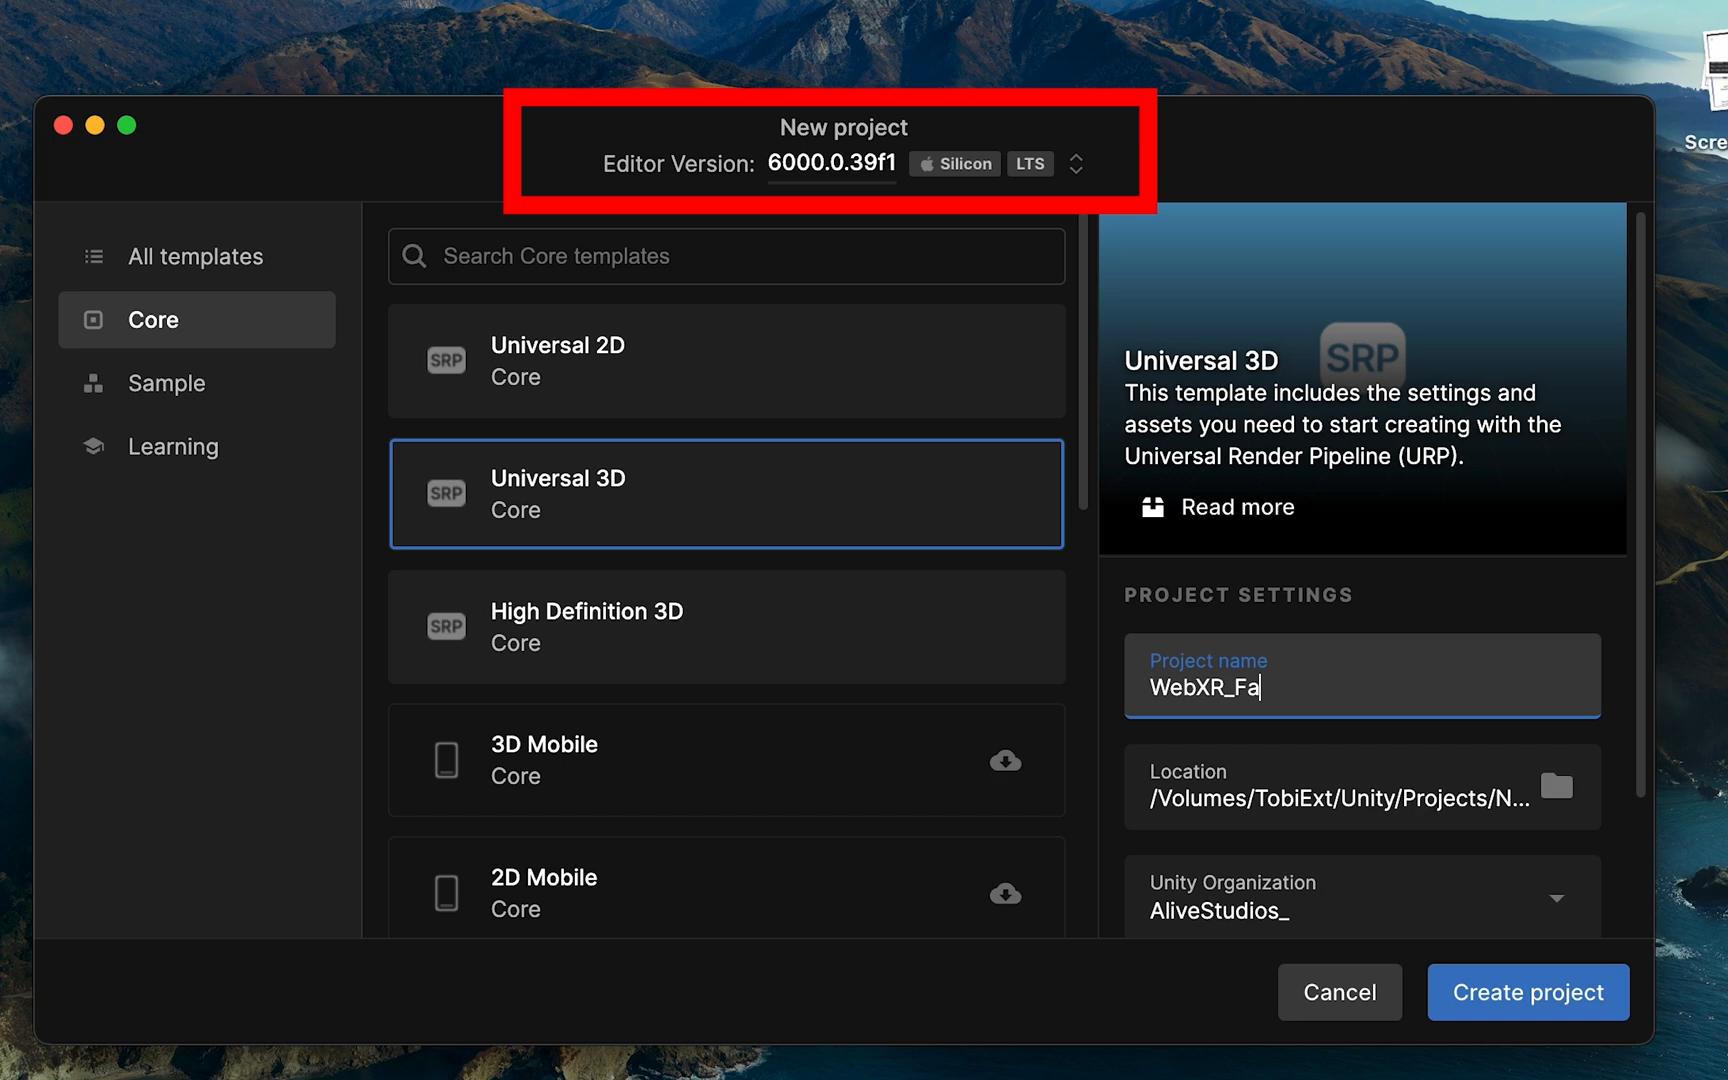 New project
Editor Version: 6000.0.39f1 Silicon LTS
All templates
Core
Sample
Learning
Search Core templates
SRP
Universal 2D
Core
SRP
Universal 3D
Core
SRP
High Definition 3D
Core
3D Mobile
Core
2D Mobile
Core
SRP
Universal 3D
This template includes the settings and
assets you need to start creating with the
Universal Render Pipeline (URP).
Read more
PROJECT SETTINGS
Project name
WebXR_Fa
Location
/Volumes/TobiExt/Unity/Projects/N...
Unity Organization
AliveStudios_
Cancel
Create project
Scre